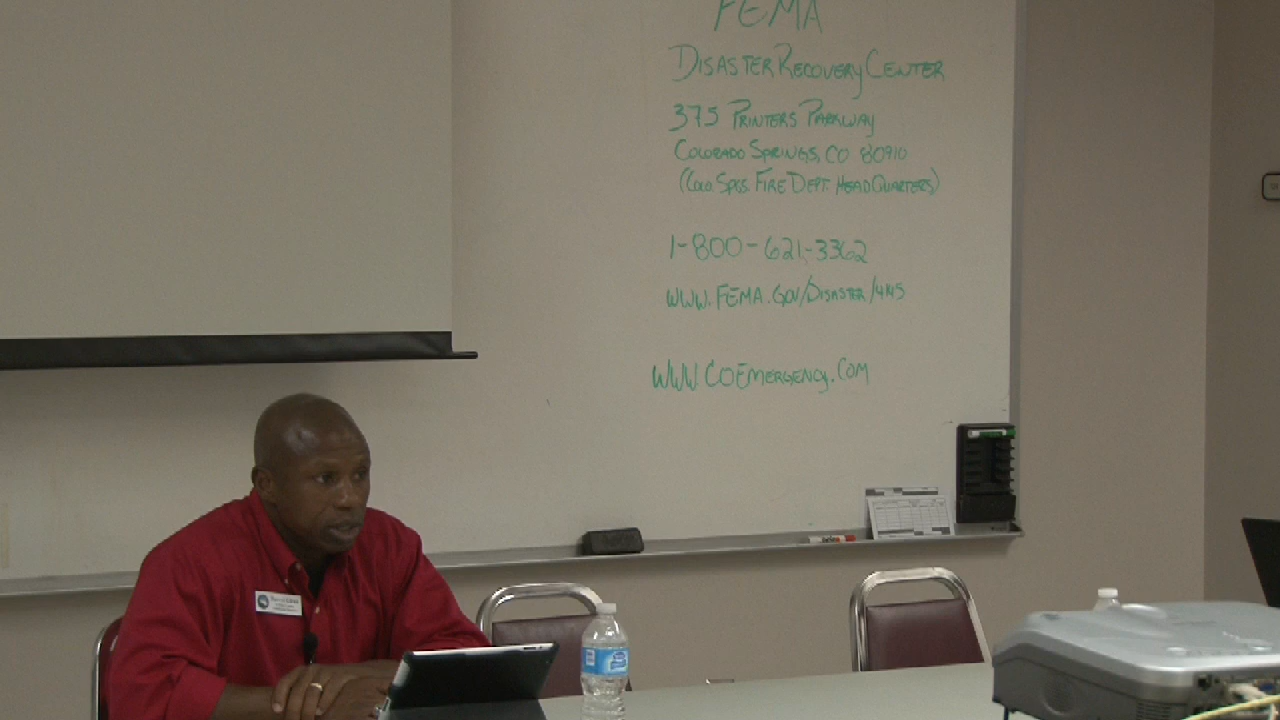 FEMA
DISASTER RECOVERY CENTER
375 PRINTERS PARKWAY
COLORADO SPRINGS, CO 80910
(COLO. SPGS. FIRE DEPT. HEADQUARTERS)
1-800-621-3362
WWW.FEMA.GOV/DISASTER/4145
WWW.COEMERGENCY.COM